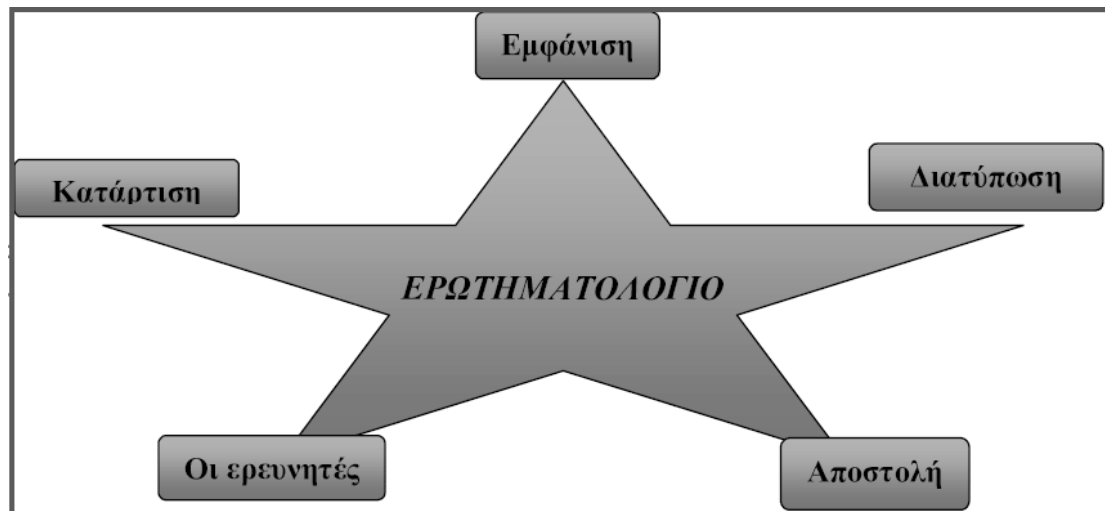 Εμφάνιση
Κατάρτιση
Διατύπωση
ΕΡΩΤΗΜΑΤΟΛΟΓΙΟ
Οι ερευνητές
Αποστολή